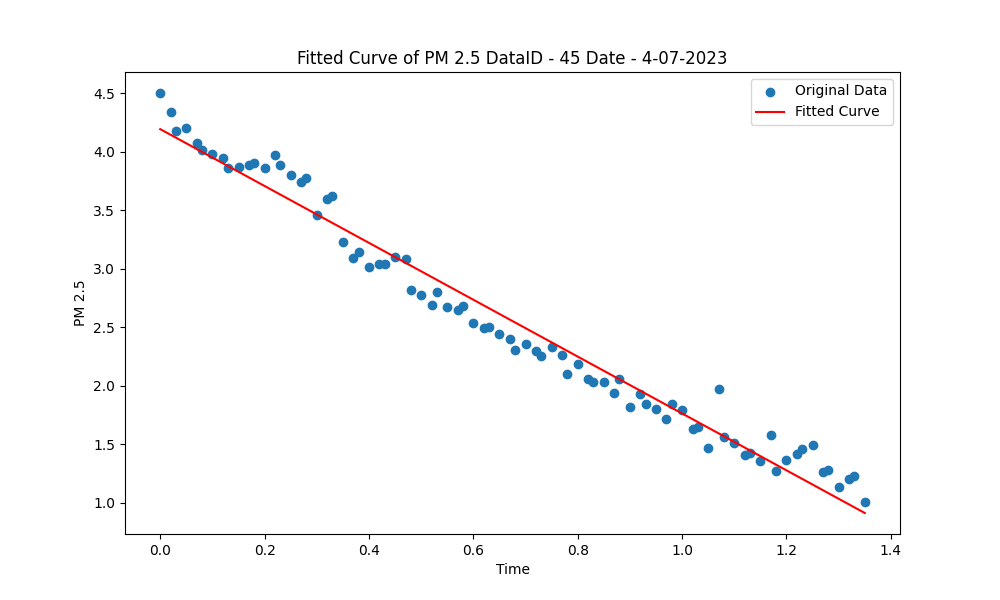 Fitted Curve of PM 2.5 DataID - 45 Date - 4-07-2023
Original Data
Fitted Curve
PM 2.5
4.5
4.0
3.5
3.0
2.5
2.0
1.5
1.0
0.0 0.2 0.4 0.6 0.8 1.0 1.2 1.4
Time